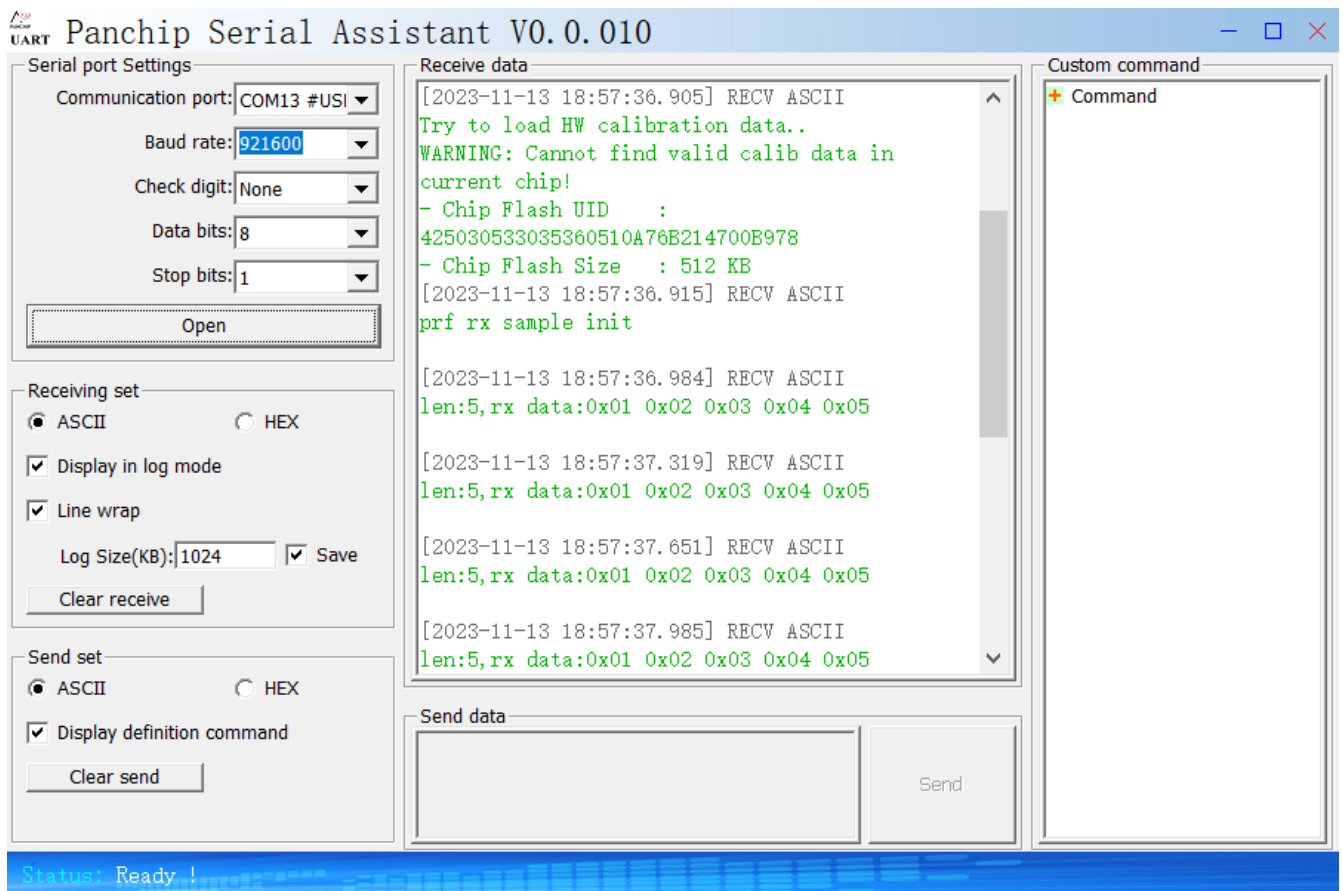 PANCHIP
UART
Panchip Serial Assistant V0.0.010
Serial port Settings
Communication port: COM13 #USI
Baud rate: 921600
Check digit: None
Data bits: 8
Stop bits: 1
Open
Receiving set
ASCII HEX
Display in log mode
Line wrap
Log Size(KB): 1024 Save
Clear receive
Send set
ASCII HEX
Display definition command
Clear send
Receive data
[2023-11-13 18:57:36.905] RECV ASCII
Try to load HW calibration data..
WARNING: Cannot find valid calib data in
current chip!
- Chip Flash UID    :
425030533035360510A76B214700B978
- Chip Flash Size   : 512 KB
[2023-11-13 18:57:36.915] RECV ASCII
prf rx sample init
[2023-11-13 18:57:36.984] RECV ASCII
len:5,rx data:0x01 0x02 0x03 0x04 0x05
[2023-11-13 18:57:37.319] RECV ASCII
len:5,rx data:0x01 0x02 0x03 0x04 0x05
[2023-11-13 18:57:37.651] RECV ASCII
len:5,rx data:0x01 0x02 0x03 0x04 0x05
[2023-11-13 18:57:37.985] RECV ASCII
len:5,rx data:0x01 0x02 0x03 0x04 0x05
Send data
Send
Custom command
Command
Status: Ready !